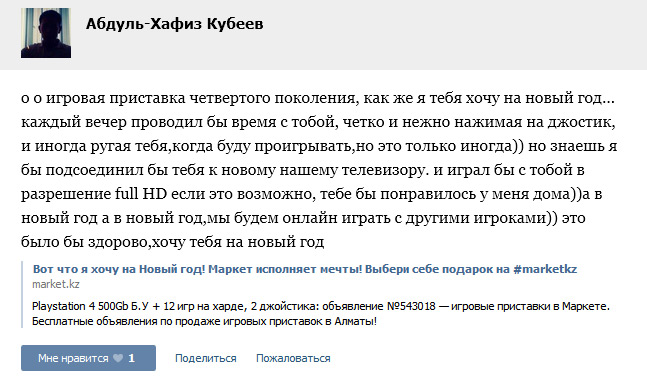 Абдуль-Хафиз Кубеев
о о игровая приставка четвертого поколения, как же я тебя хочу на новый год...
каждый вечер проводил бы время с тобой, четко и нежно нажимая на джостик,
и иногда ругая тебя,когда буду проигрывать,но это только иногда)) но знаешь я
бы подсоединил бы тебя к новому нашему телевизору. и играл бы с тобой в
разрешение full HD если это возможно, тебе бы понравилось у меня дома))а в
новый год а в новый год,мы будем онлайн играть с другими игроками)) это
было бы здорово,хочу тебя на новый год
Вот что я хочу на Новый год! Маркет исполняет мечты! Выбери себе подарок на #marketkz
market.kz
Playstation 4 500Gb Б.У + 12 игр на харде, 2 джойстика: объявление №543018 — игровые приставки в Маркете.
Бесплатные объявления по продаже игровых приставок в Алматы!
Мне нравится 1 Поделиться Пожаловаться